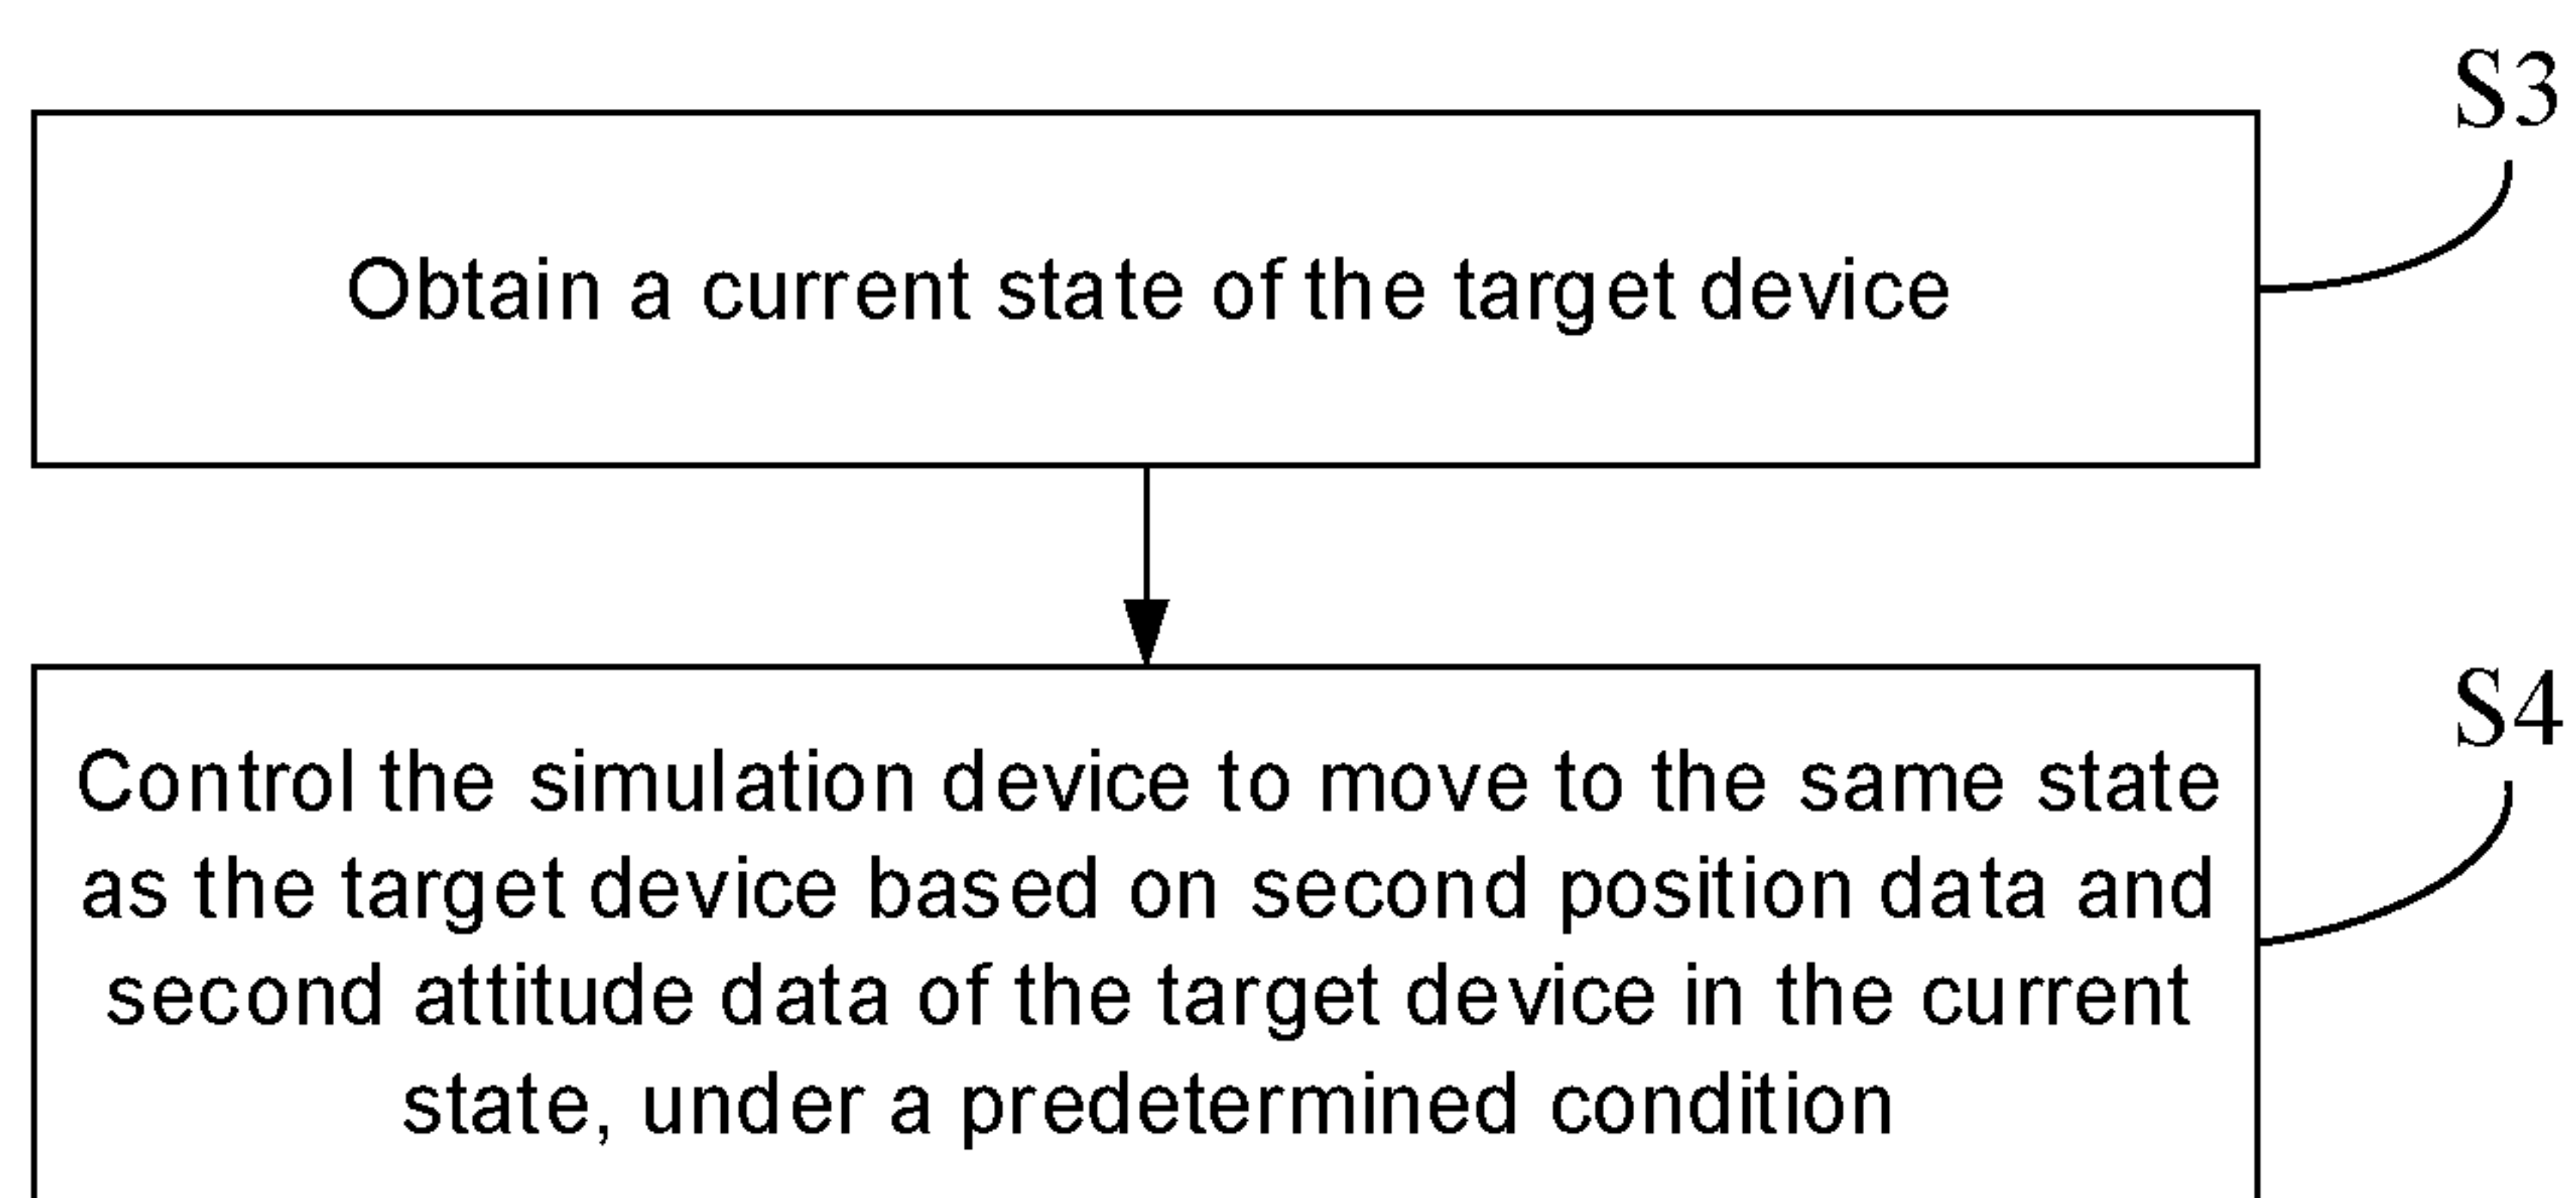 S3
Obtain a current state of the target device
S4
Control the simulation device to move to the same state
as the target device based on second position data and
second attitude data of the target device in the current
state, under a predetermined condition